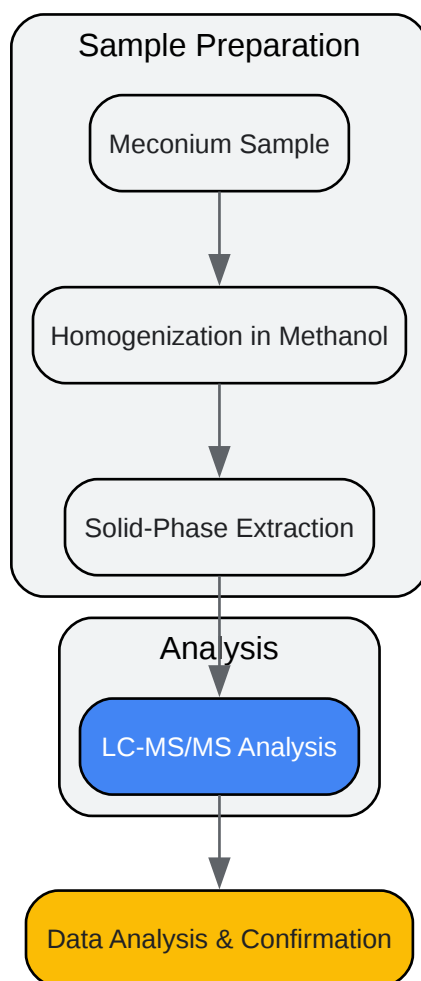 Sample Preparation
Meconium Sample
Homogenization in Methanol
Solid-Phase Extraction
Analysis
LC-MS/MS Analysis
Data Analysis & Confirmation